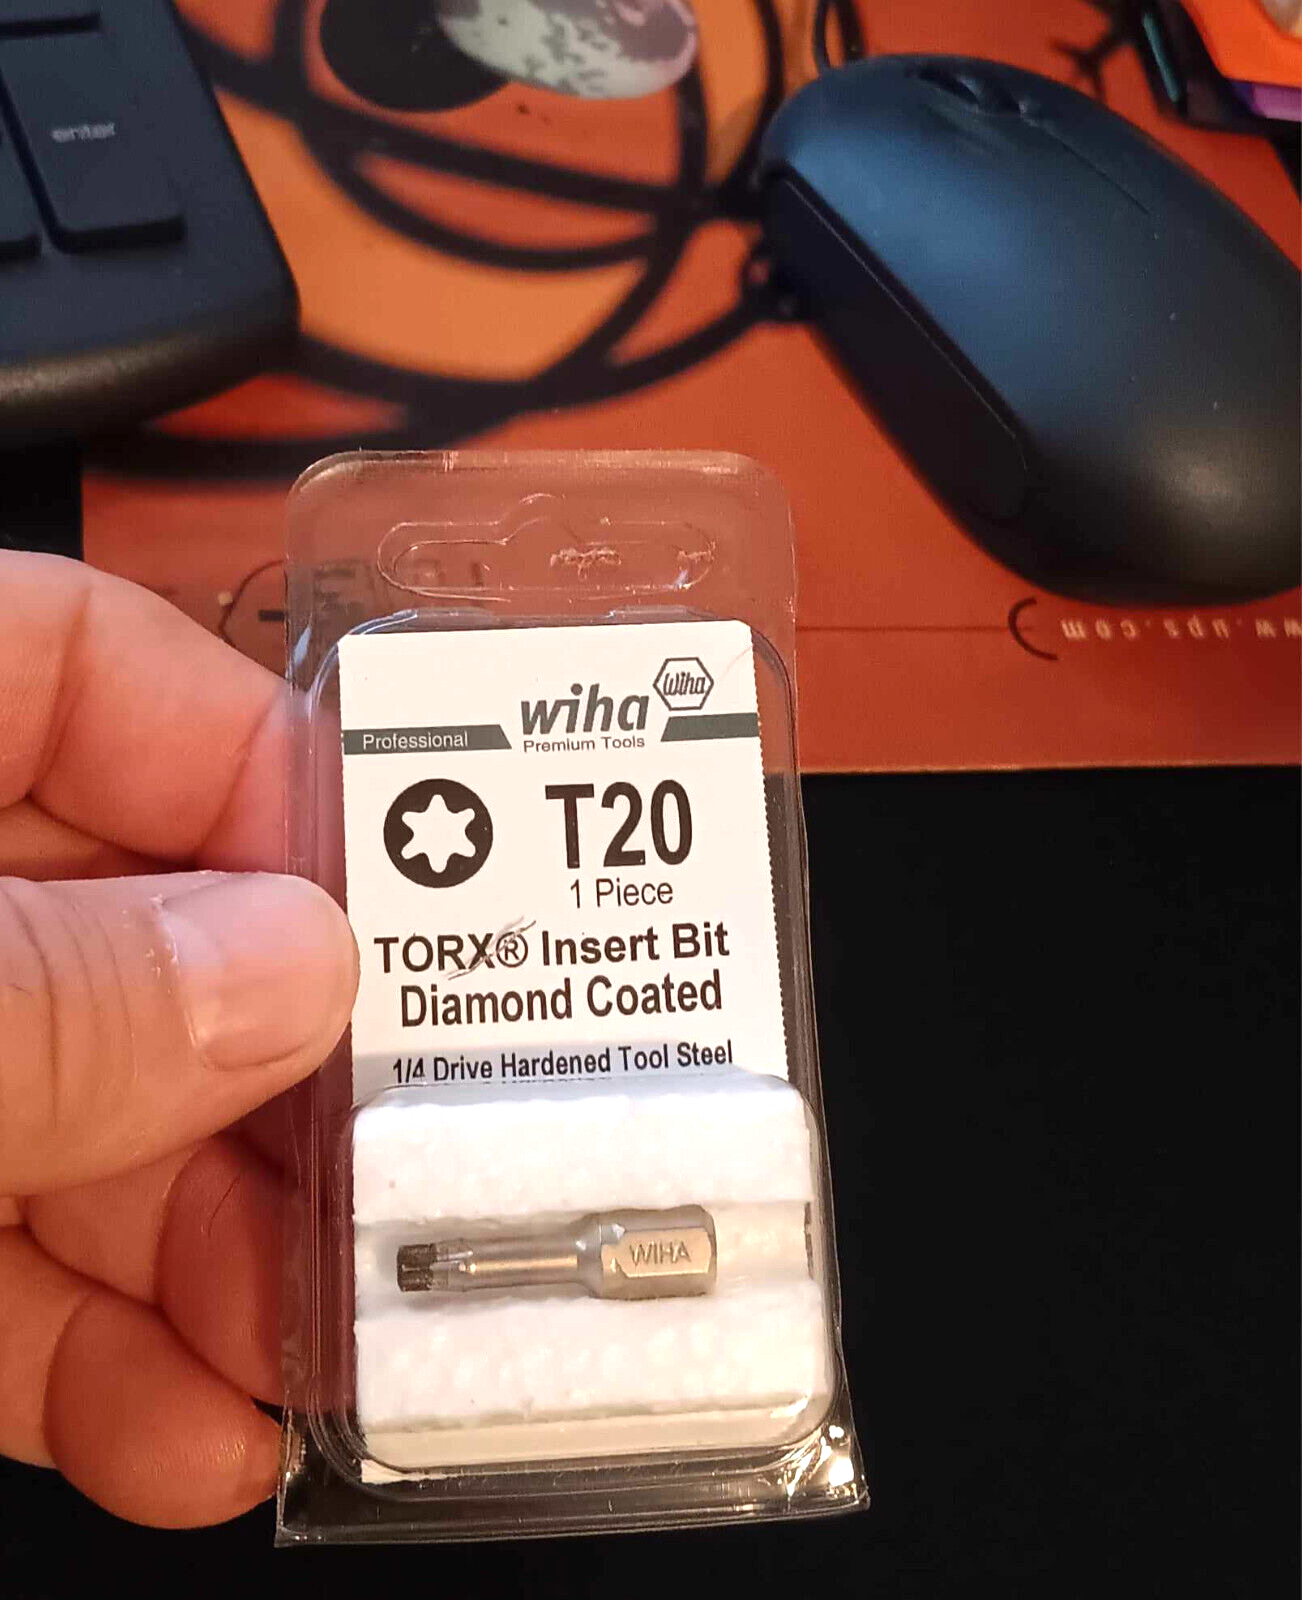 enter
www.ups.com
wiha
Wiha
Professional
Premium Tools
T20
1 Piece
TORX® Insert Bit
Diamond Coated
1/4 Drive Hardened Tool Steel
WIHA